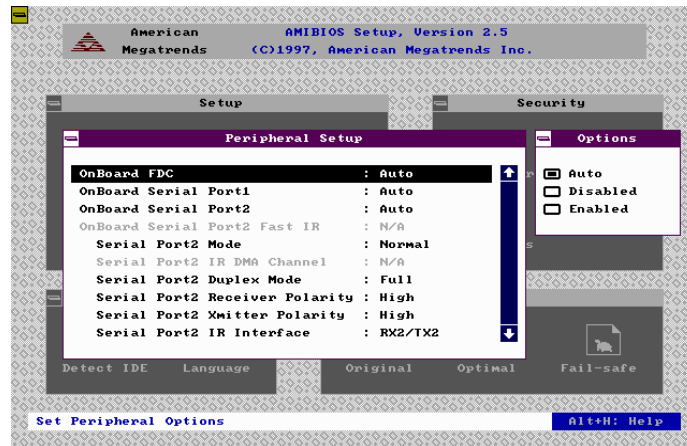 American
Megatrends
AMIBIOS Setup, Version 2.5
(C)1997, American Megatrends Inc.
Setup
Security
Peripheral Setup
OnBoard FDC : Auto
OnBoard Serial Port1 : Auto
OnBoard Serial Port2 : Auto
OnBoard Serial Port2 Fast IR : N/A
Serial Port2 Mode : Normal
Serial Port2 IR DMA Channel : N/A
Serial Port2 Duplex Mode : Full
Serial Port2 Receiver Polarity : High
Serial Port2 Xmitter Polarity : High
Serial Port2 IR Interface : RX2/TX2
Options
Auto
Disabled
Enabled
Detect IDE Language Original Optimal Fail-safe
Set Peripheral Options
Alt+H: Help